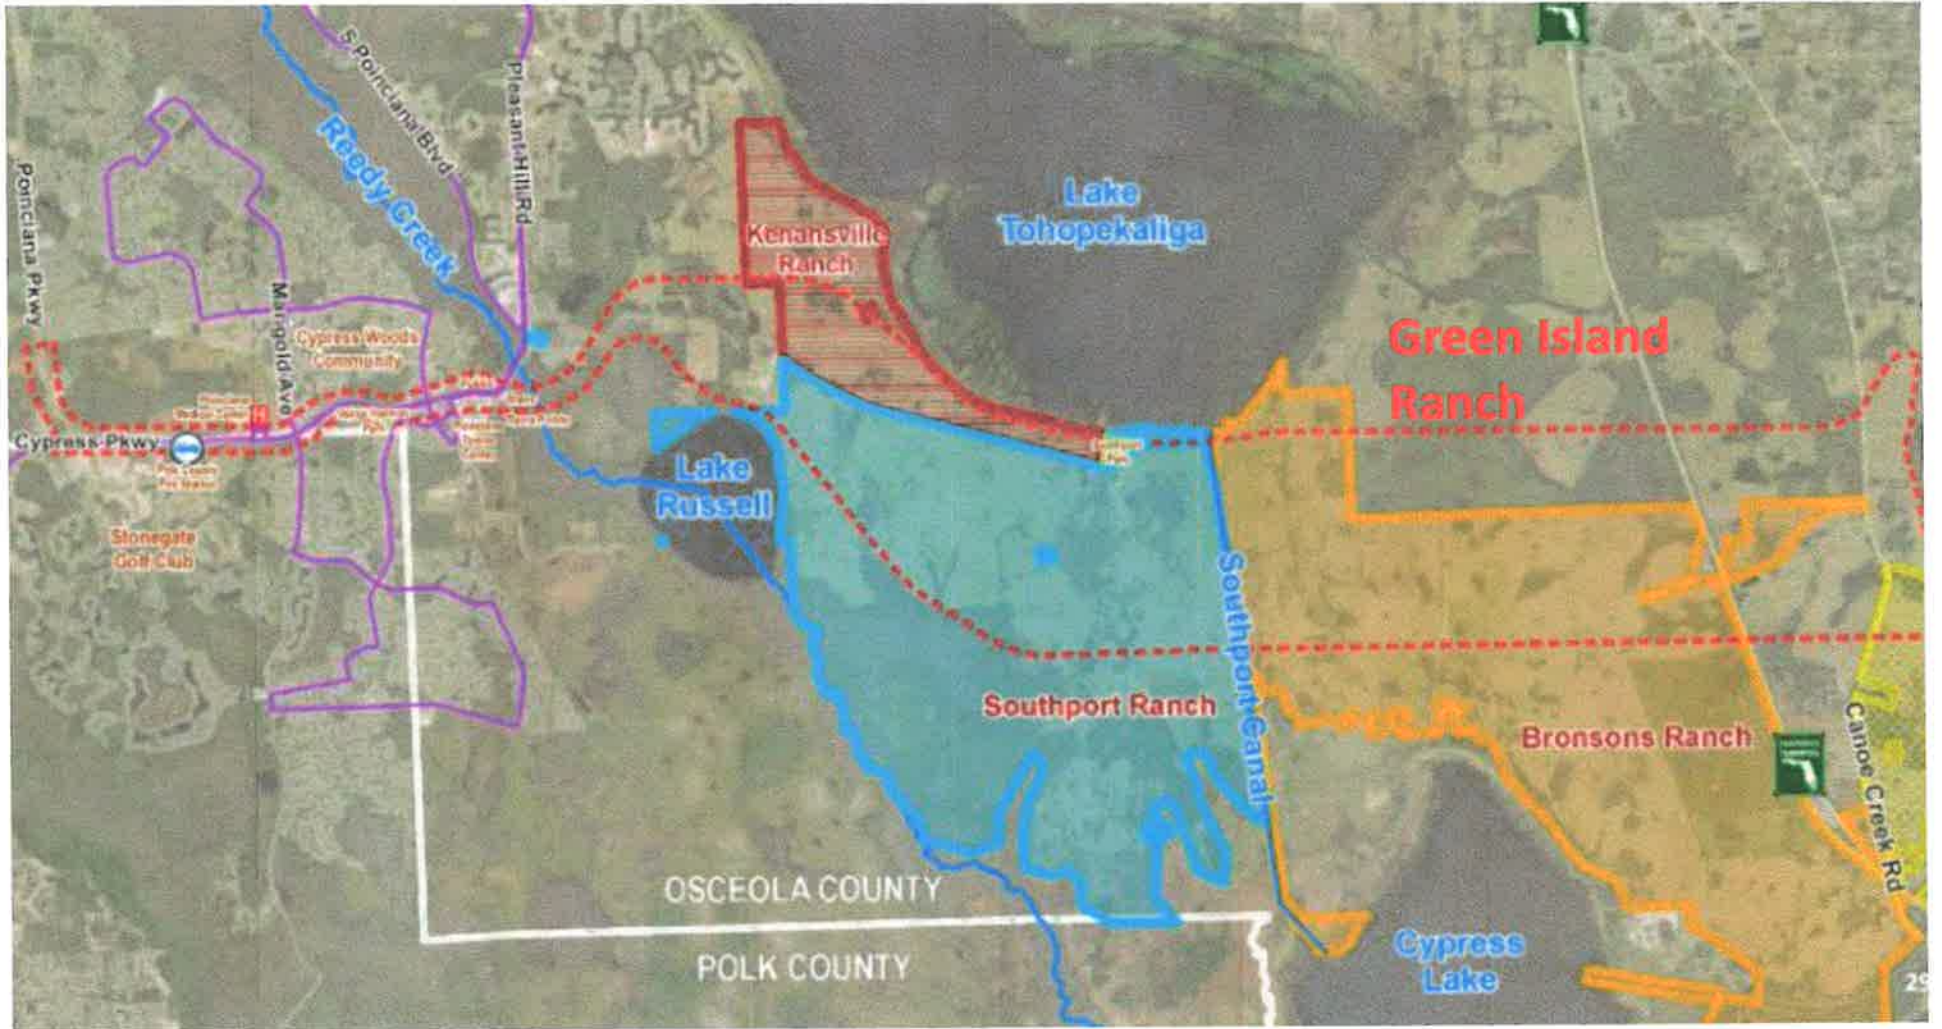 S Poinciana Blvd
Pleasant Hill Rd
Reedy Creek
Poinciana Pkwy
Lake
Tohopekaliga
Kenansville
Ranch
Marigold Ave
Cypress Woods
Community
Green Island
Ranch
H
Cypress Pkwy
Lake
Russell
Stonegate
Golf Club
Southport Canal
Southport Ranch
Bronsons Ranch
Canoe Creek Rd
OSCEOLA COUNTY
POLK COUNTY
Cypress
Lake
29